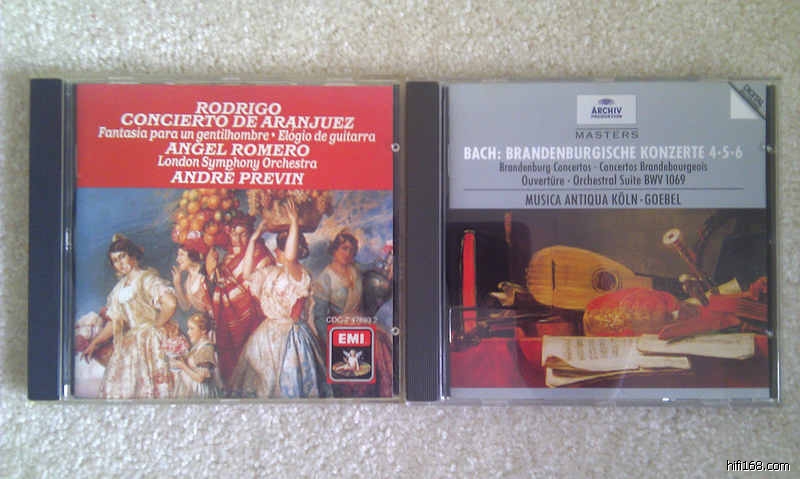 RODRIGO
CONCIERTO DE ARANJUEZ
Fantasia para un gentilhombre • Elogio de guitarra
ANGEL ROMERO
London Symphony Orchestra
ANDRÉ PREVIN
EMI
ARCHIV
PRODUKTION
MASTERS
DIGITAL
BACH: BRANDENBURGISCHE KONZERTE 4·5·6
Brandenburg Concertos · Concertos Brandebourgeois
Ouvertüre · Orchestral Suite BWV 1069
MUSICA ANTIQUA KÖLN · GOEBEL
hifi168.com